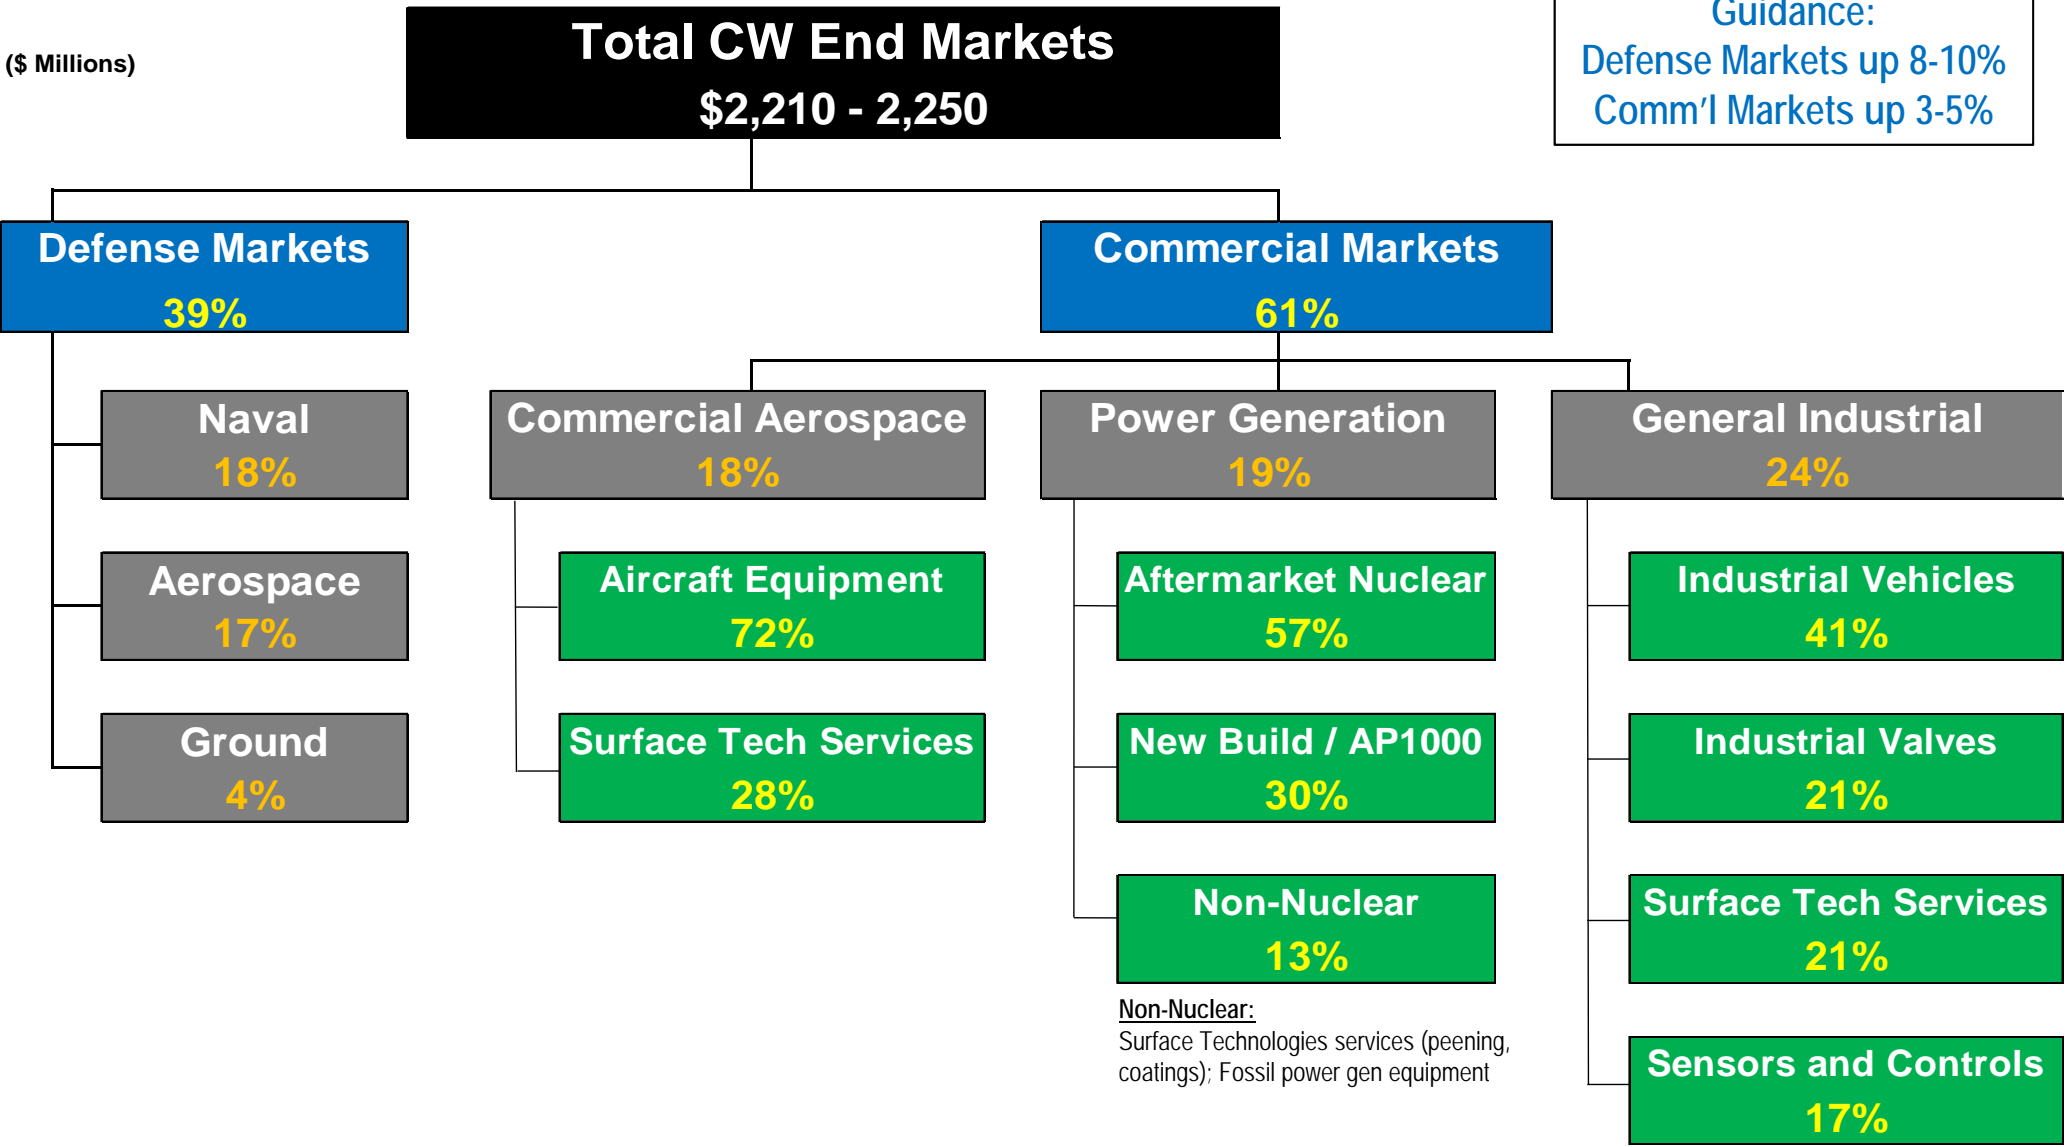 ($ Millions)
Total CW End Markets
$2,210 - 2,250
Guidance:
Defense Markets up 8-10%
Comm’l Markets up 3-5%
Defense Markets
39%
Commercial Markets
61%
Naval
18%
Commercial Aerospace
18%
Power Generation
19%
General Industrial
24%
Aerospace
17%
Aircraft Equipment
72%
Aftermarket Nuclear
57%
Industrial Vehicles
41%
Ground
4%
Surface Tech Services
28%
New Build / AP1000
30%
Industrial Valves
21%
Non-Nuclear
13%
Surface Tech Services
21%
Non-Nuclear:
Surface Technologies services (peening,
coatings); Fossil power gen equipment
Sensors and Controls
17%